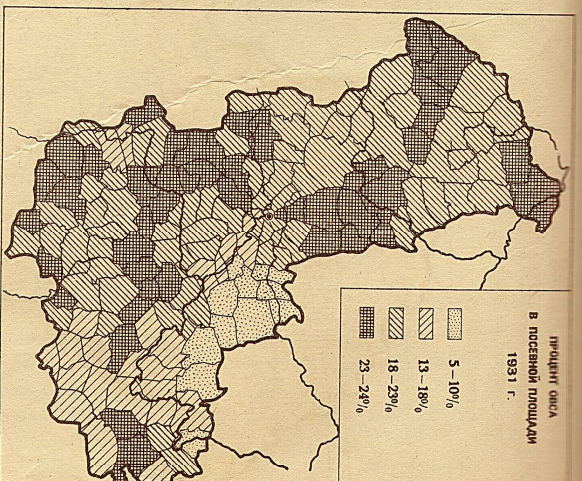 ПРОЦЕНТ ОВСА
В ПОСЕВНОЙ ПЛОЩАДИ
1931 г.
5–10%
13–18%
18–23%
23–24%